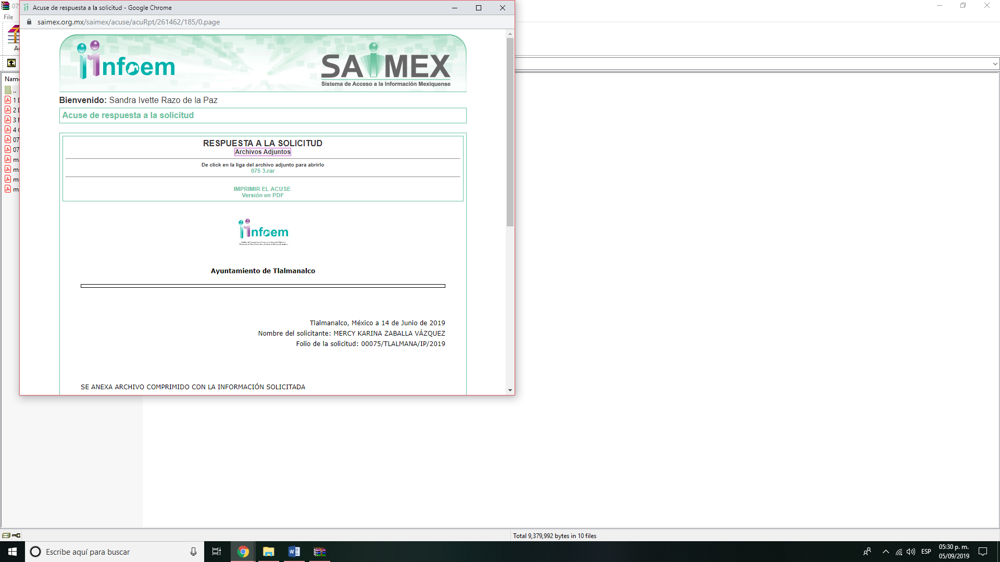 Acuse de respuesta a la solicitud - Google Chrome
saimex.org.mx/saimex/acuse/acuRpt/261462/185/0.page
File
Infoem
SAIMEX
Sistema de Acceso a la Información Mexiquense
Bienvenido: Sandra Ivette Razo de la Paz
Acuse de respuesta a la solicitud
RESPUESTA A LA SOLICITUD
Archivos Adjuntos
De click en la liga del archivo adjunto para abrirlo
075 3.rar
IMPRIMIR EL ACUSE
Versión en PDF
Infoem
Ayuntamiento de Tlalmanalco
Tlalmanalco, México a 14 de Junio de 2019
Nombre del solicitante: MERCY KARINA ZABALLA VÁZQUEZ
Folio de la solicitud: 00075/TLALMANA/IP/2019
SE ANEXA ARCHIVO COMPRIMIDO CON LA INFORMACIÓN SOLICITADA
Total 9,379,992 bytes in 10 files
Escribe aquí para buscar
ESP
05:30 p. m.
05/09/2019